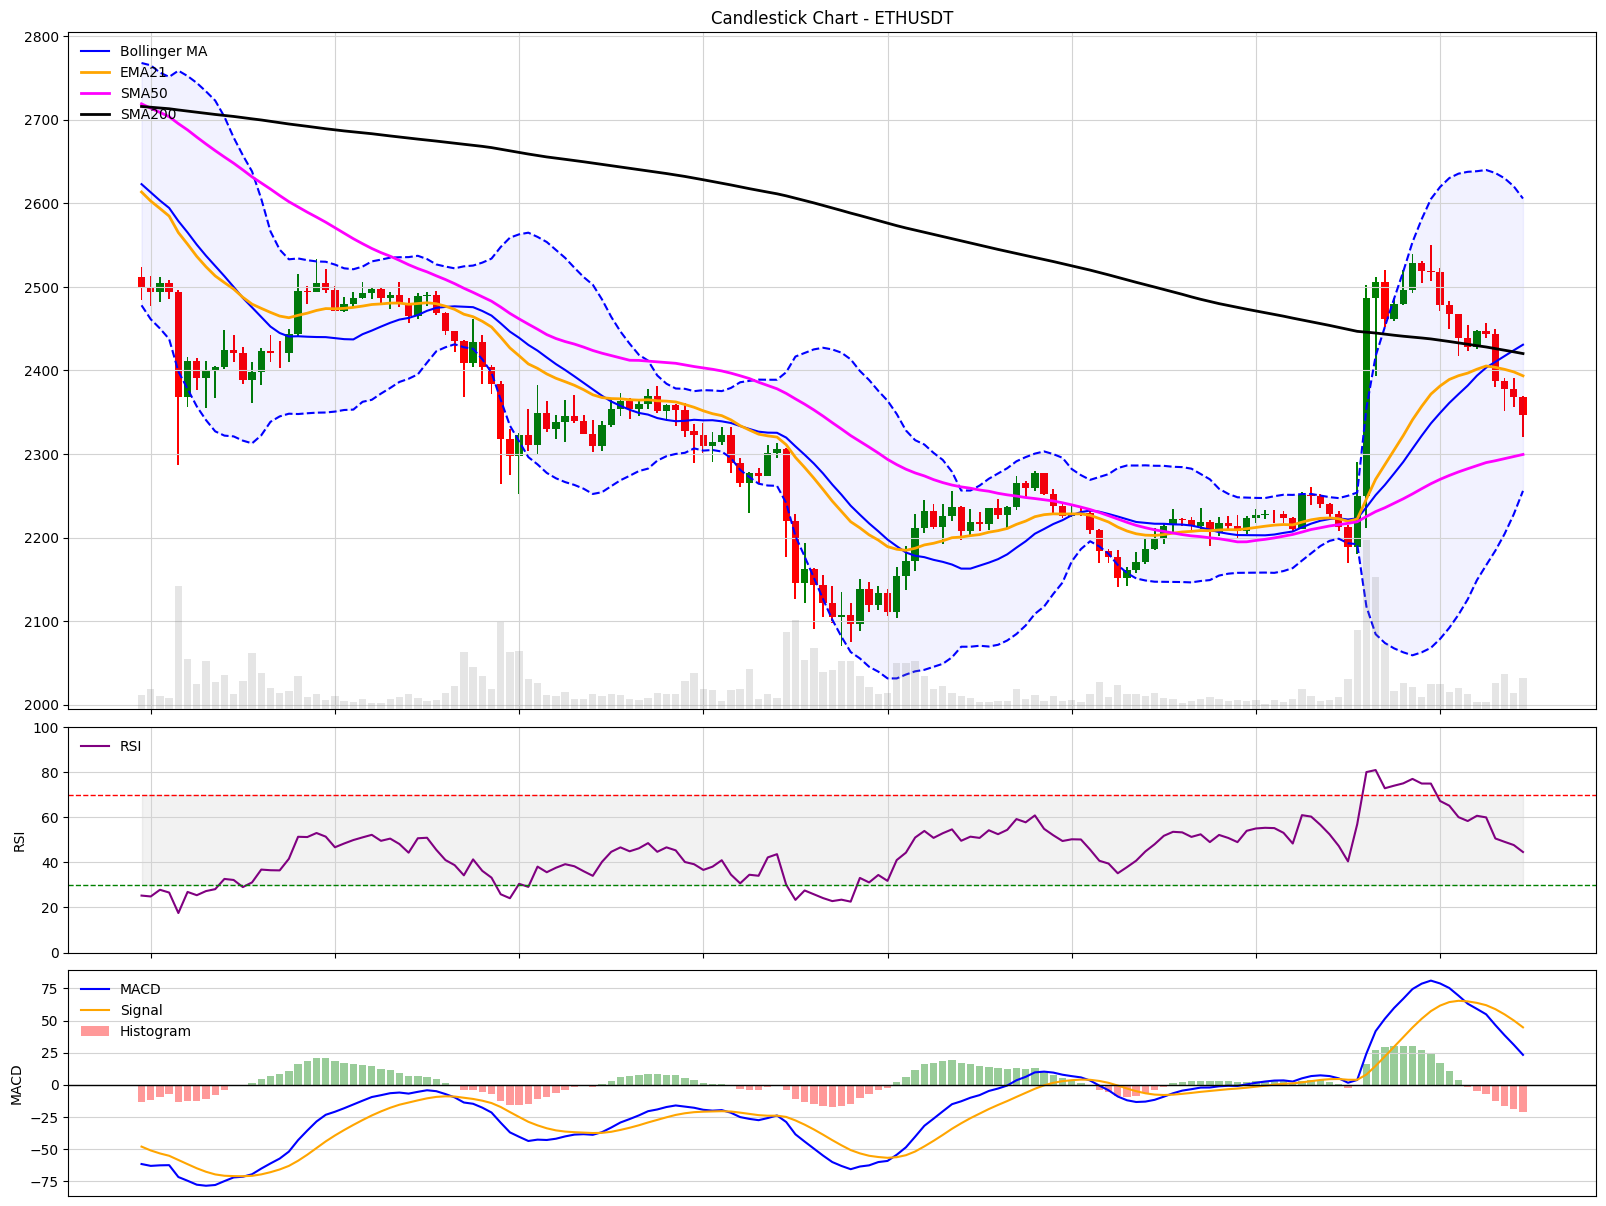 Candlestick Chart - ETHUSDT
2800
2700
2600
2500
2400
2300
2200
2100
2000
Bollinger MA
EMA21
SMA50
SMA200
100
80
60
40
20
0
RSI
RSI
75
50
25
0
−25
−50
−75
MACD
MACD
Signal
Histogram